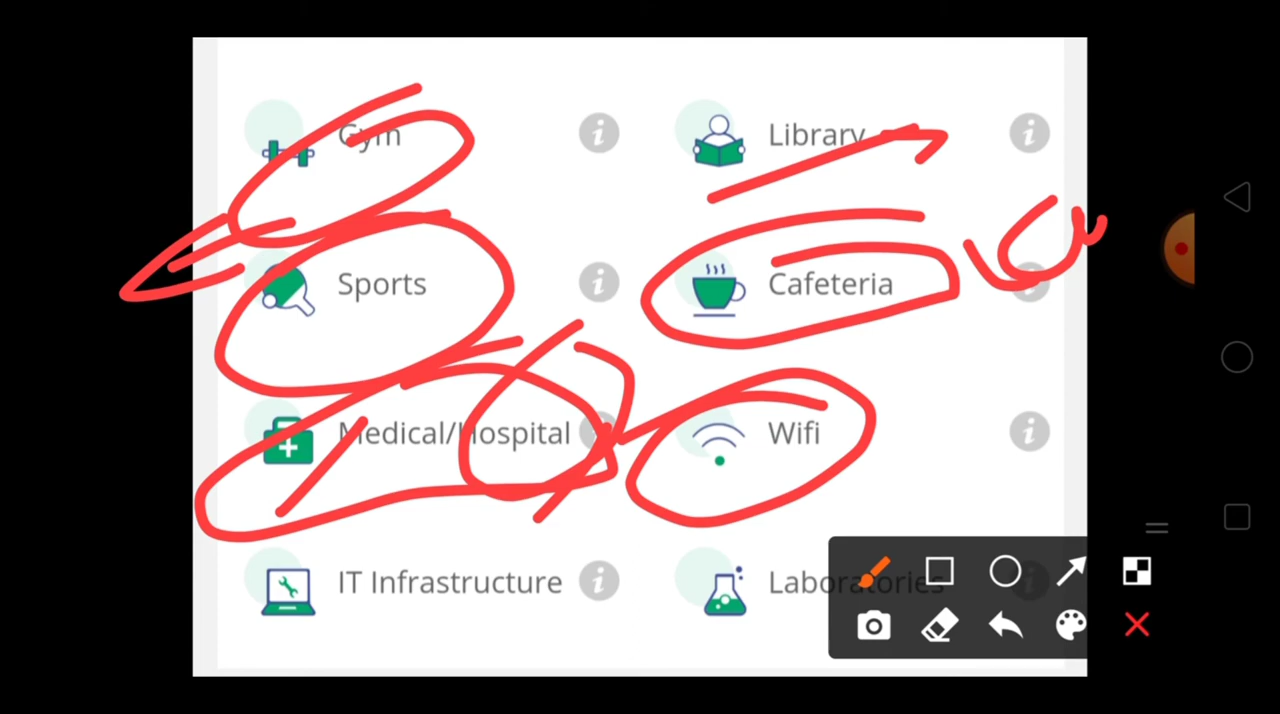 Gym
Library
Sports
Cafeteria
Medical/Hospital
Wifi
IT Infrastructure
Laboratories